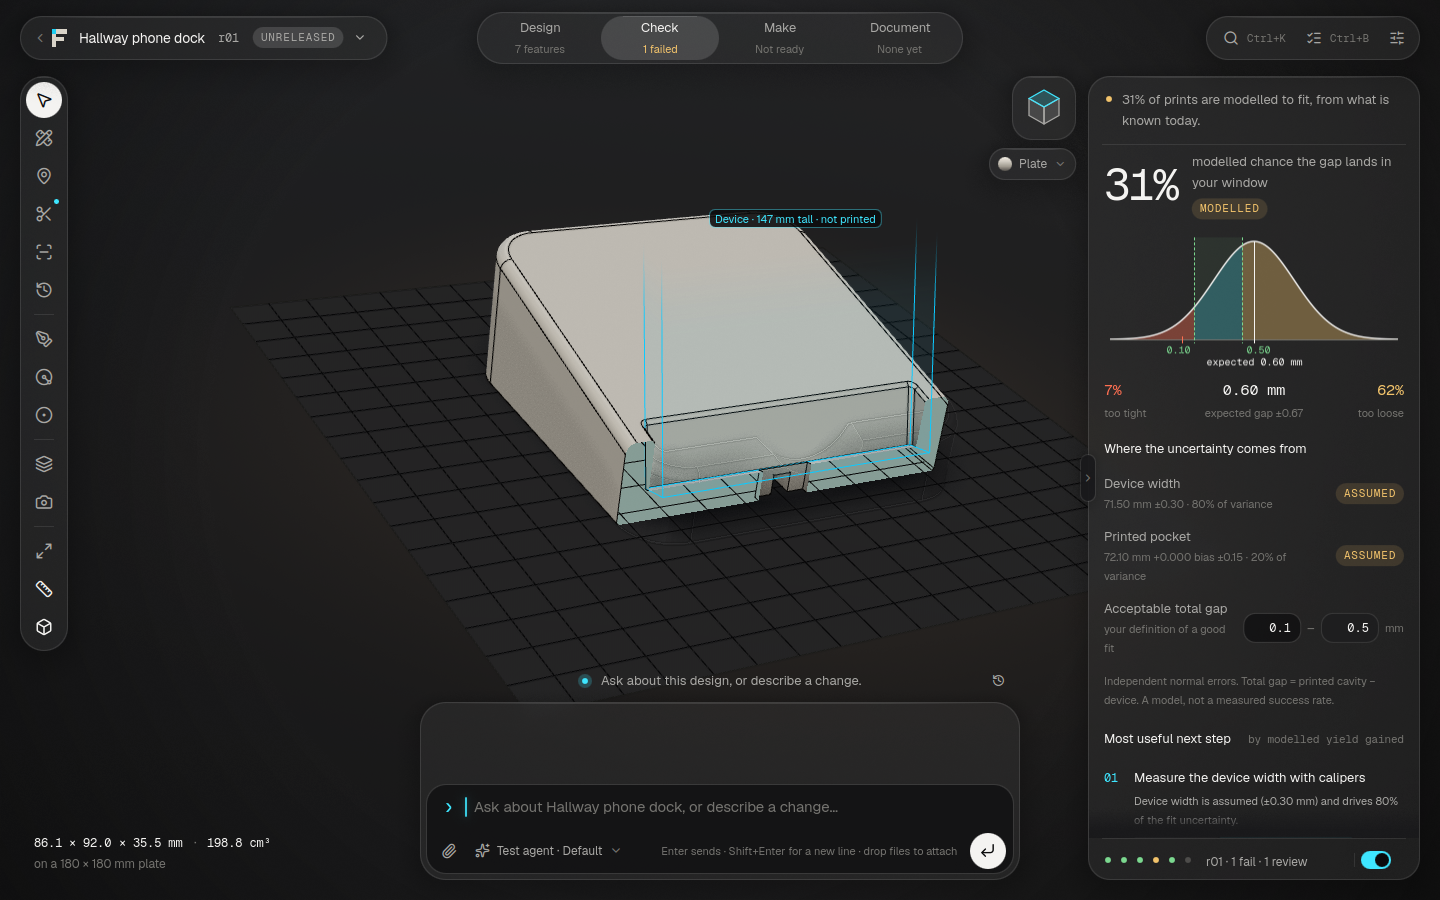 Hallway phone dock r01 UNRELEASED
Design
7 features
Check
1 failed
Make
Not ready
Document
None yet
Ctrl+K
Ctrl+B
Plate
Device · 147 mm tall · not printed
31% of prints are modelled to fit, from what is
known today.
31%
modelled chance the gap lands in
your window
MODELLED
0.10
0.50
expected 0.60 mm
7%
too tight
0.60 mm
expected gap ±0.67
62%
too loose
Where the uncertainty comes from
Device width
71.50 mm ±0.30 · 80% of variance
ASSUMED
Printed pocket
72.10 mm +0.000 bias ±0.15 · 20% of
variance
ASSUMED
Acceptable total gap
your definition of a good
fit
0.1 – 0.5 mm
Independent normal errors. Total gap = printed cavity −
device. A model, not a measured success rate.
Most useful next step by modelled yield gained
01 Measure the device width with calipers
Device width is assumed (±0.30 mm) and drives 80%
of the fit uncertainty.
r01 · 1 fail · 1 review
Ask about this design, or describe a change.
Ask about Hallway phone dock, or describe a change…
Test agent · Default
Enter sends · Shift+Enter for a new line · drop files to attach
86.1 × 92.0 × 35.5 mm · 198.8 cm³
on a 180 × 180 mm plate